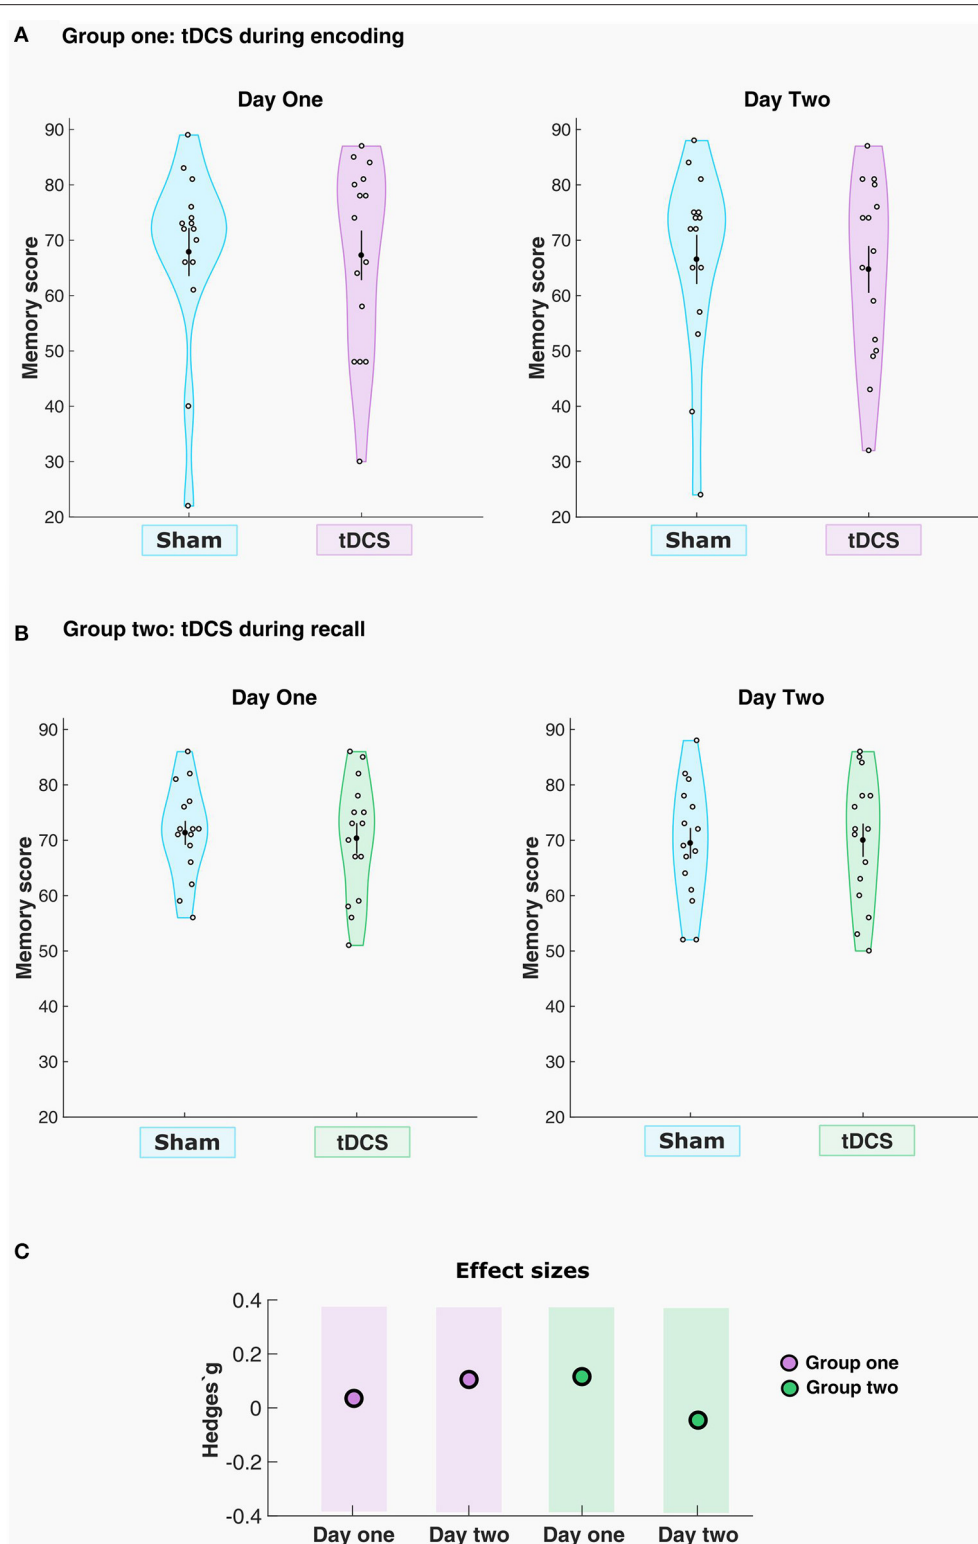 A Group one: tDCS during encoding
Day One Day Two
90 90
80 80
70 70
60 60
50 50
40 40
30 30
20 20
Memory score Memory score
Sham tDCS Sham tDCS
B Group two: tDCS during recall
Day One Day Two
90 90
80 80
70 70
60 60
50 50
40 40
30 30
20 20
Memory score Memory score
Sham tDCS Sham tDCS
C
Effect sizes
0.4
0.2
0
-0.2
-0.4
Hedges`g
Group one
Group two
Day one Day two Day one Day two